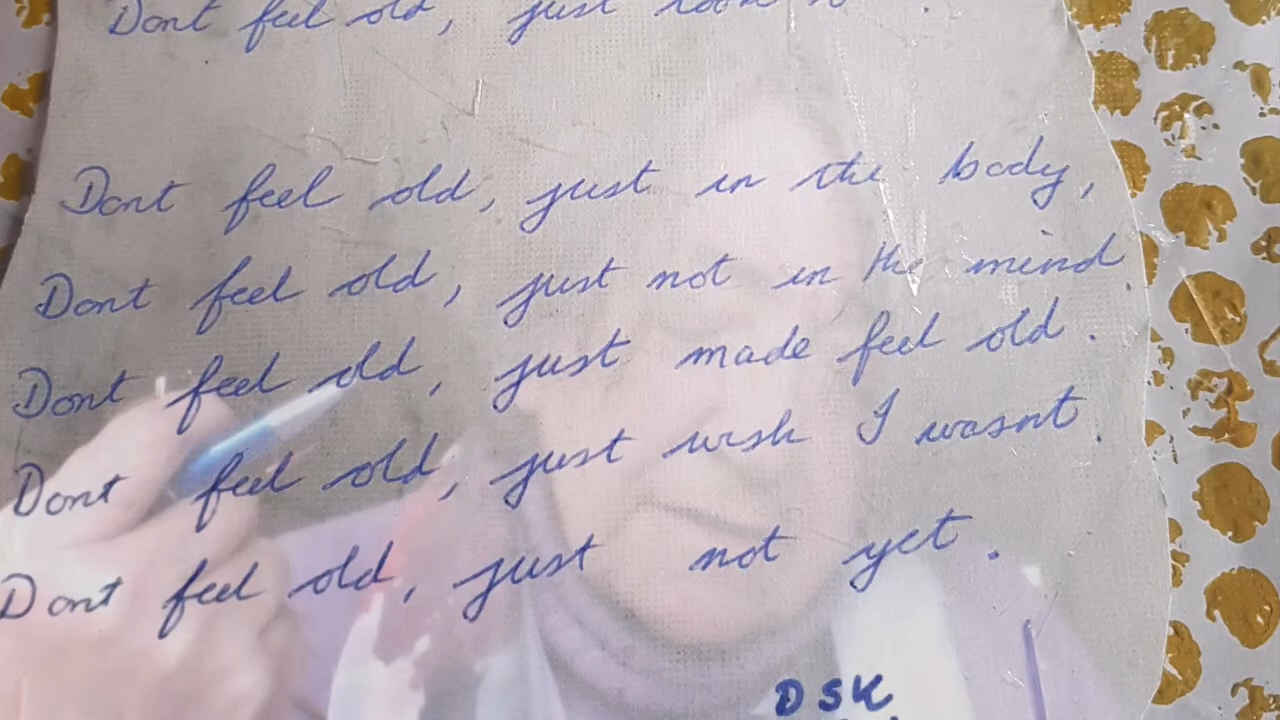 Dont feel old, just
Dont feel old, just in the body,
Dont feel old, just not in the mind
Dont feel old, just made feel old.
Dont feel old, just wish I wasnt.
Dont feel old, just not yet.
DSK